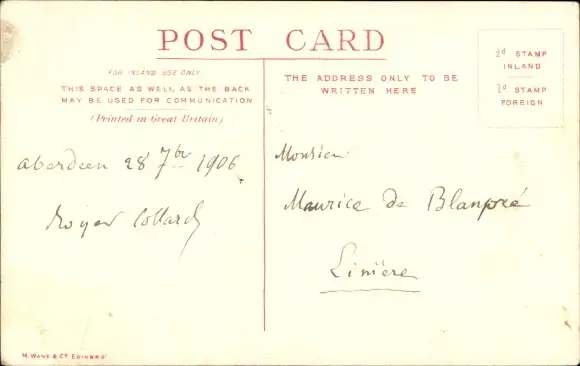 POST CARD
FOR INLAND USE ONLY
THIS SPACE AS WELL AS THE BACK
MAY BE USED FOR COMMUNICATION
(Printed in Great Britain)
THE ADDRESS ONLY TO BE
WRITTEN HERE
½d STAMP
INLAND
1d STAMP
FOREIGN
Aberdeen 28 7bre 1906
Royer Collard
Monsieur
Maurice de Blanpré
Linière
H. WANE & Co EDINBRO'